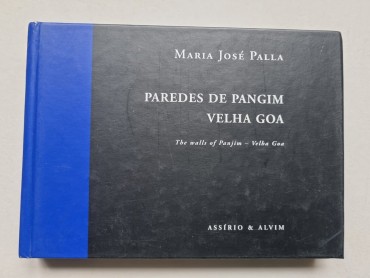 MARIA JOSÉ PALLA
PAREDES DE PANGIM
VELHA GOA
The walls of Panjim – Velha Goa
ASSÍRIO & ALVIM